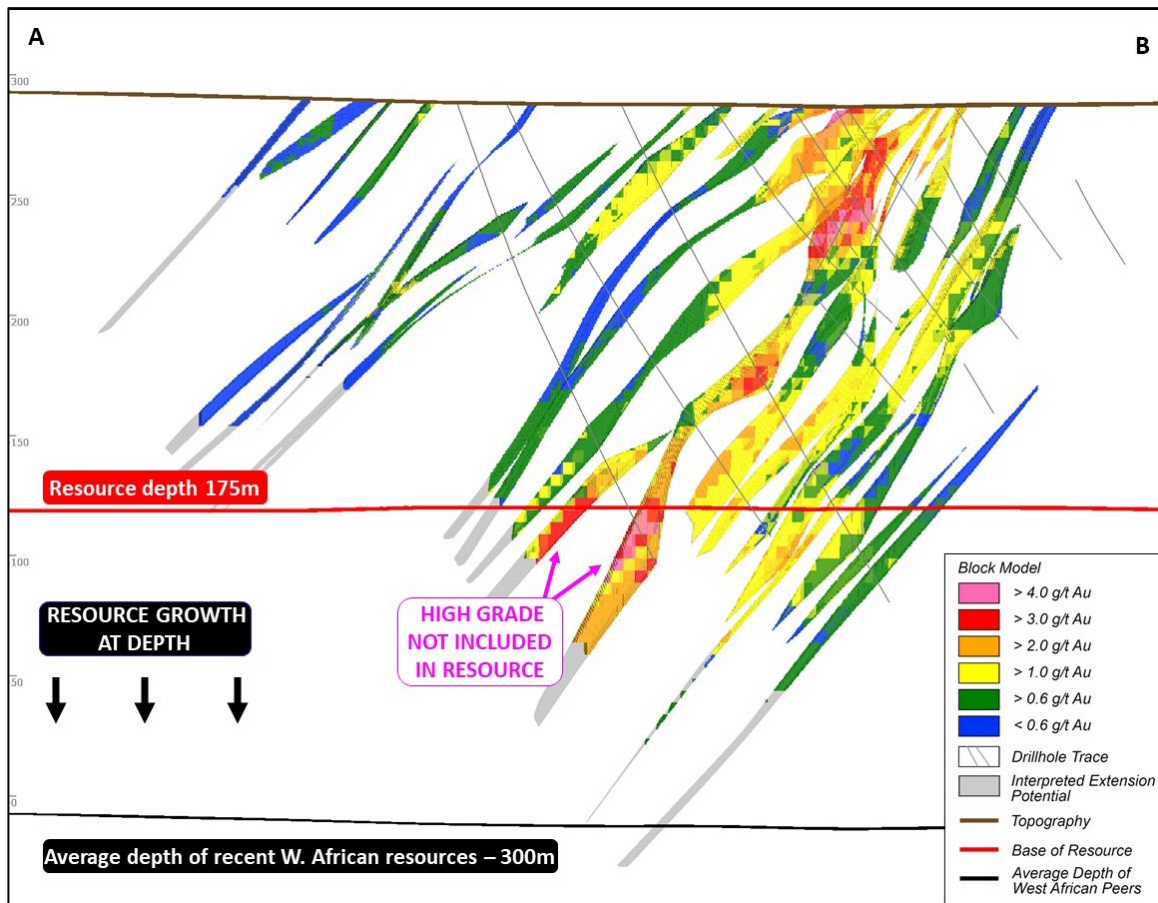 A
B
300
250
200
150
Resource depth 175m
100
RESOURCE GROWTH
AT DEPTH
HIGH GRADE
NOT INCLUDED
IN RESOURCE
50
0
Average depth of recent W. African resources – 300m
Block Model
> 4.0 g/t Au
> 3.0 g/t Au
> 2.0 g/t Au
> 1.0 g/t Au
> 0.6 g/t Au
< 0.6 g/t Au
Drillhole Trace
Interpreted Extension
Potential
Topography
Base of Resource
Average Depth of
West African Peers